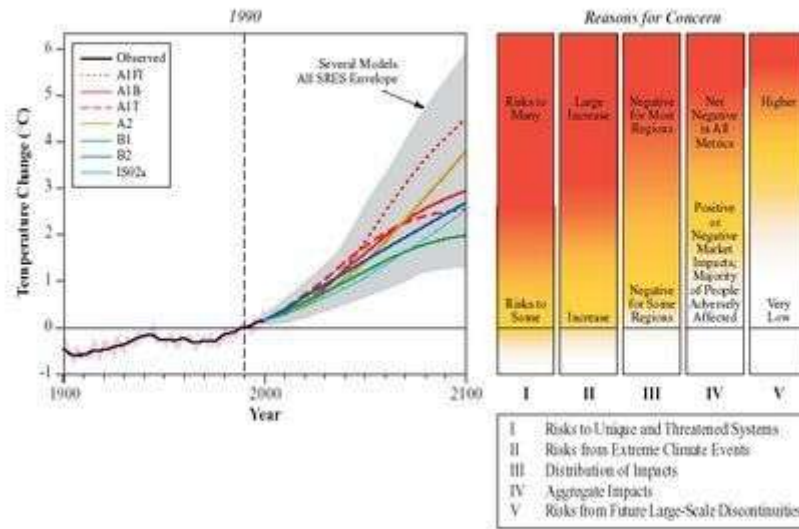 1990
Reasons for Concern
6
5
4
3
2
1
0
-1
Temperature Change (°C)
Observed
A1FI
A1B
A1T
A2
B1
B2
IS92a
Several Models
All SRES Envelope
1900
2000
2100
Year
Risks to
Many
Risks to
Some
Large
Increase
Increase
Negative
for Most
Regions
Negative
for Some
Regions
Net
Negative
in All
Metrics
Positive
or
Negative
Market
Impacts;
Majority
of People
Adversely
Affected
Higher
Very
Low
I
II
III
IV
V
I Risks to Unique and Threatened Systems
II Risks from Extreme Climate Events
III Distribution of Impacts
IV Aggregate Impacts
V Risks from Future Large-Scale Discontinuities